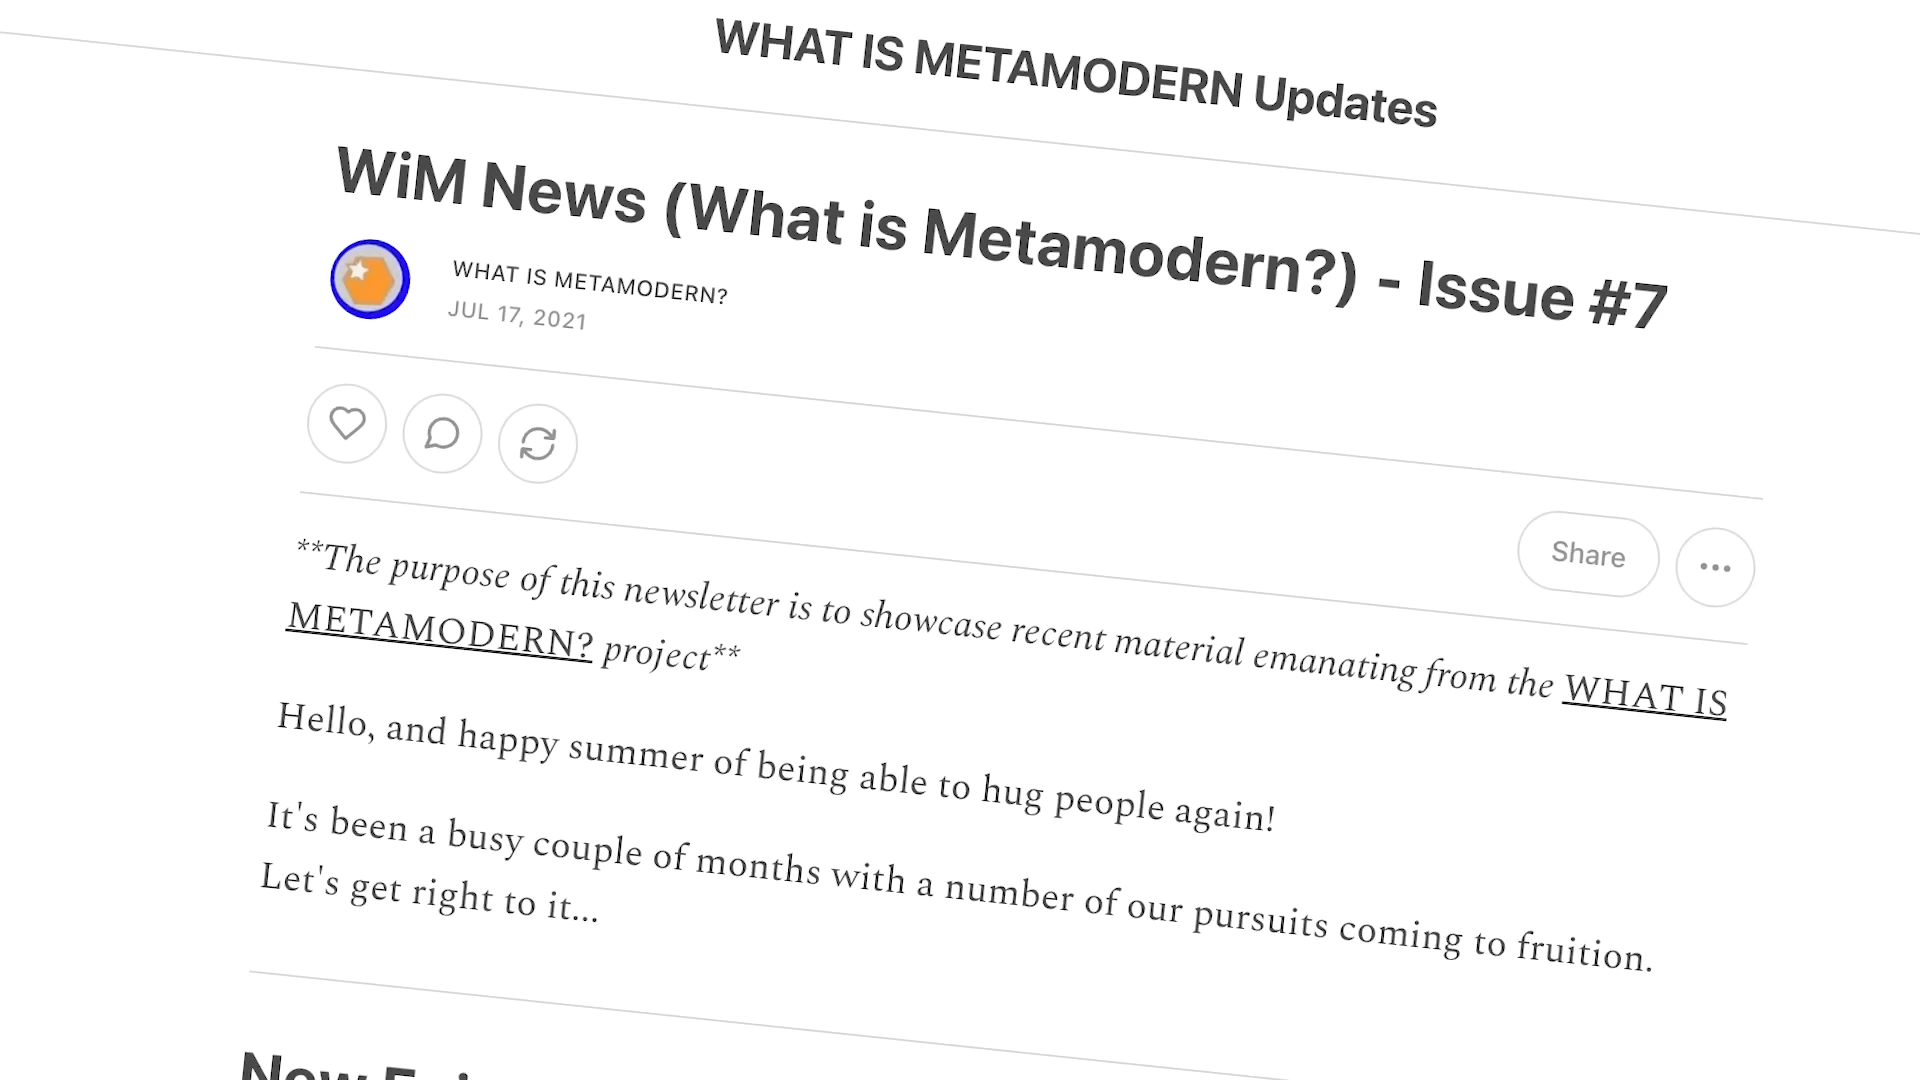 WHAT IS METAMODERN Updates
WiM News (What is Metamodern?) - Issue #7
WHAT IS METAMODERN?
JUL 17, 2021
Share
**The purpose of this newsletter is to showcase recent material emanating from the WHAT IS
METAMODERN? project**
Hello, and happy summer of being able to hug people again!
It's been a busy couple of months with a number of our pursuits coming to fruition.
Let's get right to it...
New